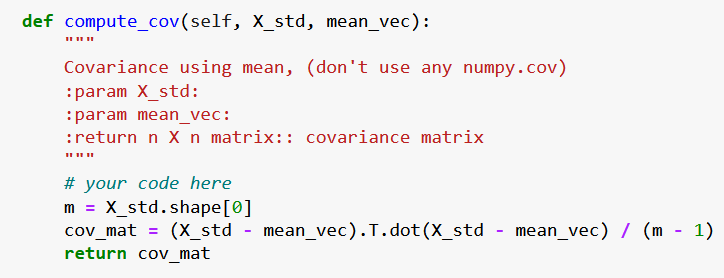 def compute_cov(self, X_std, mean_vec):
    """
    Covariance using mean, (don't use any numpy.cov)
    :param X_std:
    :param mean_vec:
    :return n X n matrix:: covariance matrix
    """
    # your code here
    m = X_std.shape[0]
    cov_mat = (X_std - mean_vec).T.dot(X_std - mean_vec) / (m - 1)
    return cov_mat